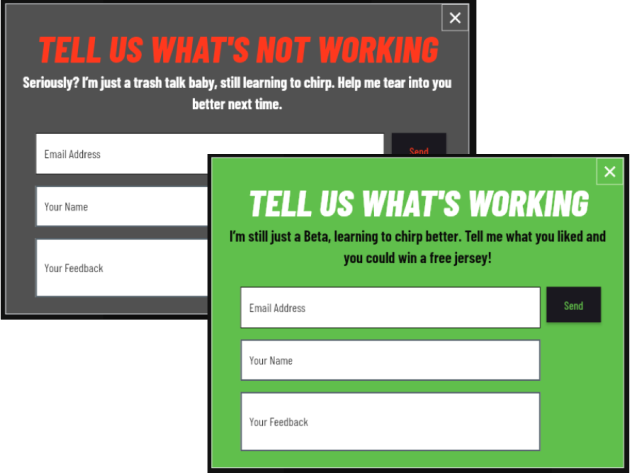 TELL US WHAT'S NOT WORKING
Seriously? I'm just a trash talk baby, still learning to chirp. Help me tear into you
better next time.
Email Address
Send
Your Name
Your Feedback
TELL US WHAT'S WORKING
I'm still just a Beta, learning to chirp better. Tell me what you liked and
you could win a free jersey!
Email Address
Send
Your Name
Your Feedback